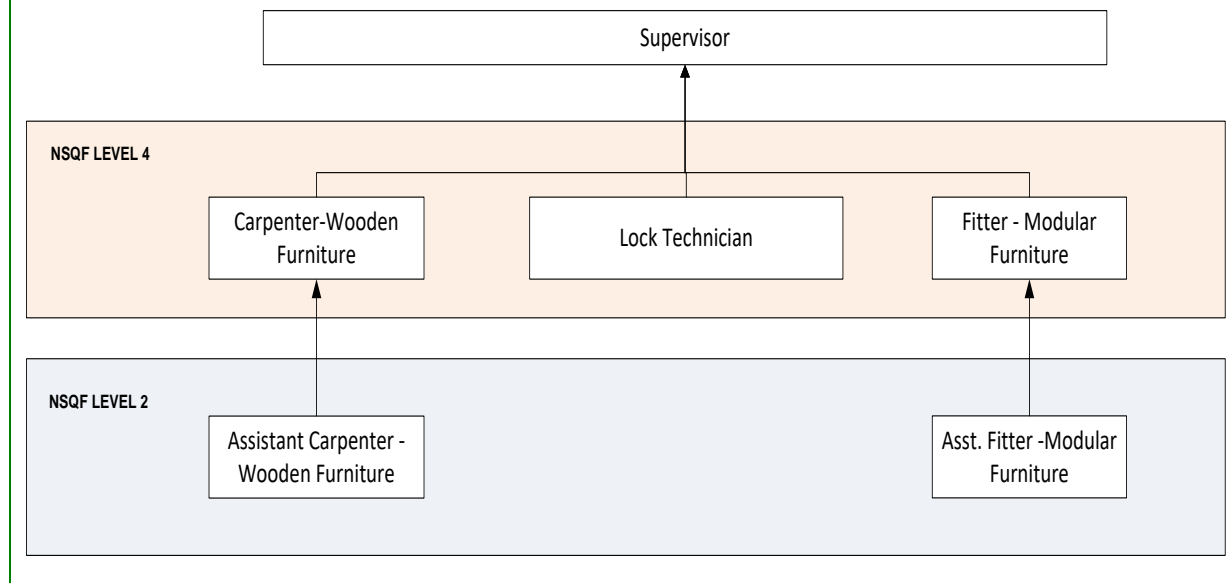 Supervisor
NSQF LEVEL 4
Carpenter-Wooden
Furniture
Lock Technician
Fitter - Modular
Furniture
NSQF LEVEL 2
Assistant Carpenter -
Wooden Furniture
Asst. Fitter -Modular
Furniture